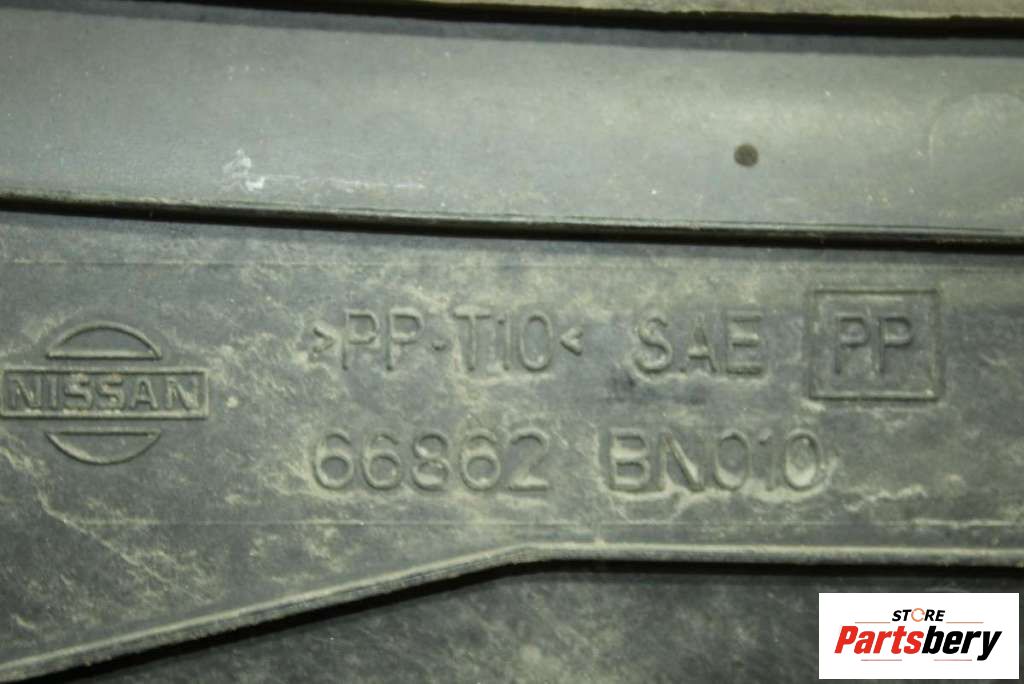 >PP-T10< SAE PP
NISSAN
66862 BN010
STORE
Partsbery